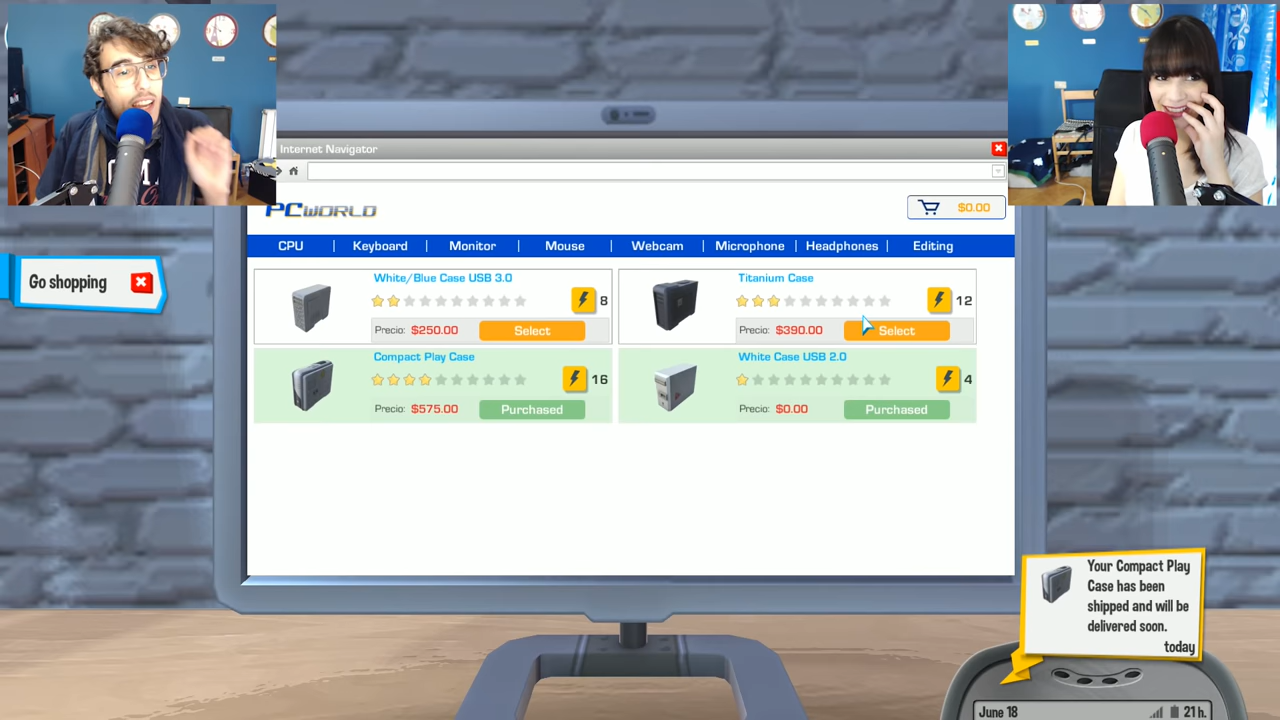 Internet Navigator
PCWORLD
$0.00
CPU | Keyboard | Monitor | Mouse | Webcam | Microphone | Headphones | Editing
Go shopping
White/Blue Case USB 3.0
8
Precio: $250.00 Select
Titanium Case
12
Precio: $390.00 Select
Compact Play Case
16
Precio: $575.00 Purchased
White Case USB 2.0
4
Precio: $0.00 Purchased
Your Compact Play
Case has been
shipped and will be
delivered soon.
today
June 18 21 h.